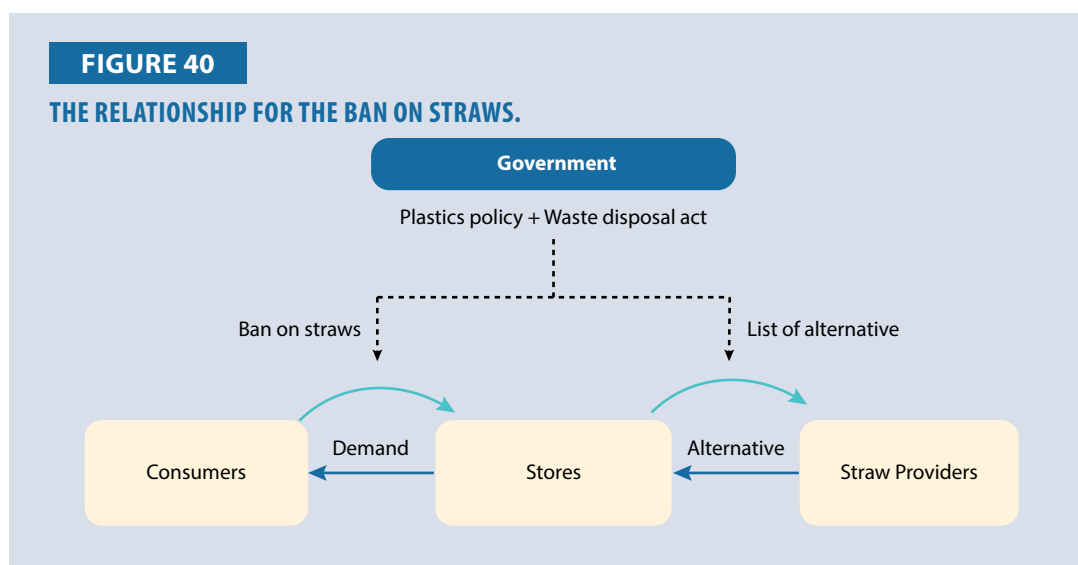 FIGURE 40
THE RELATIONSHIP FOR THE BAN ON STRAWS.
Government
Plastics policy + Waste disposal act
Ban on straws
List of alternative
Demand
Alternative
Consumers
Stores
Straw Providers